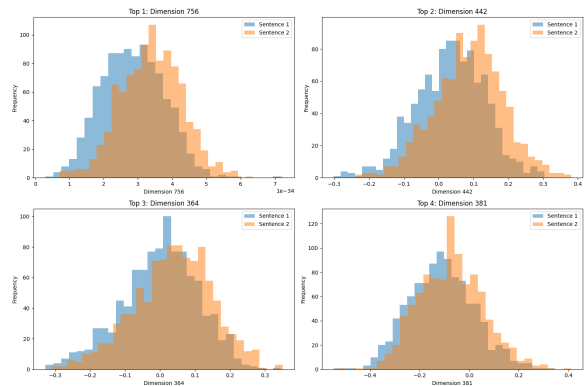 Top 1: Dimension 756
Sentence 1
Sentence 2
Frequency
100
80
60
40
20
0
0
1
2
3
4
5
6
7
1e−34
Dimension 756
Top 2: Dimension 442
Sentence 1
Sentence 2
Frequency
80
60
40
20
0
−0.3
−0.2
−0.1
0.0
0.1
0.2
0.3
0.4
Dimension 442
Top 3: Dimension 364
Sentence 1
Sentence 2
Frequency
100
80
60
40
20
0
−0.3
−0.2
−0.1
0.0
0.1
0.2
0.3
Dimension 364
Top 4: Dimension 381
Sentence 1
Sentence 2
Frequency
120
100
80
60
40
20
0
−0.4
−0.2
0.0
0.2
0.4
Dimension 381